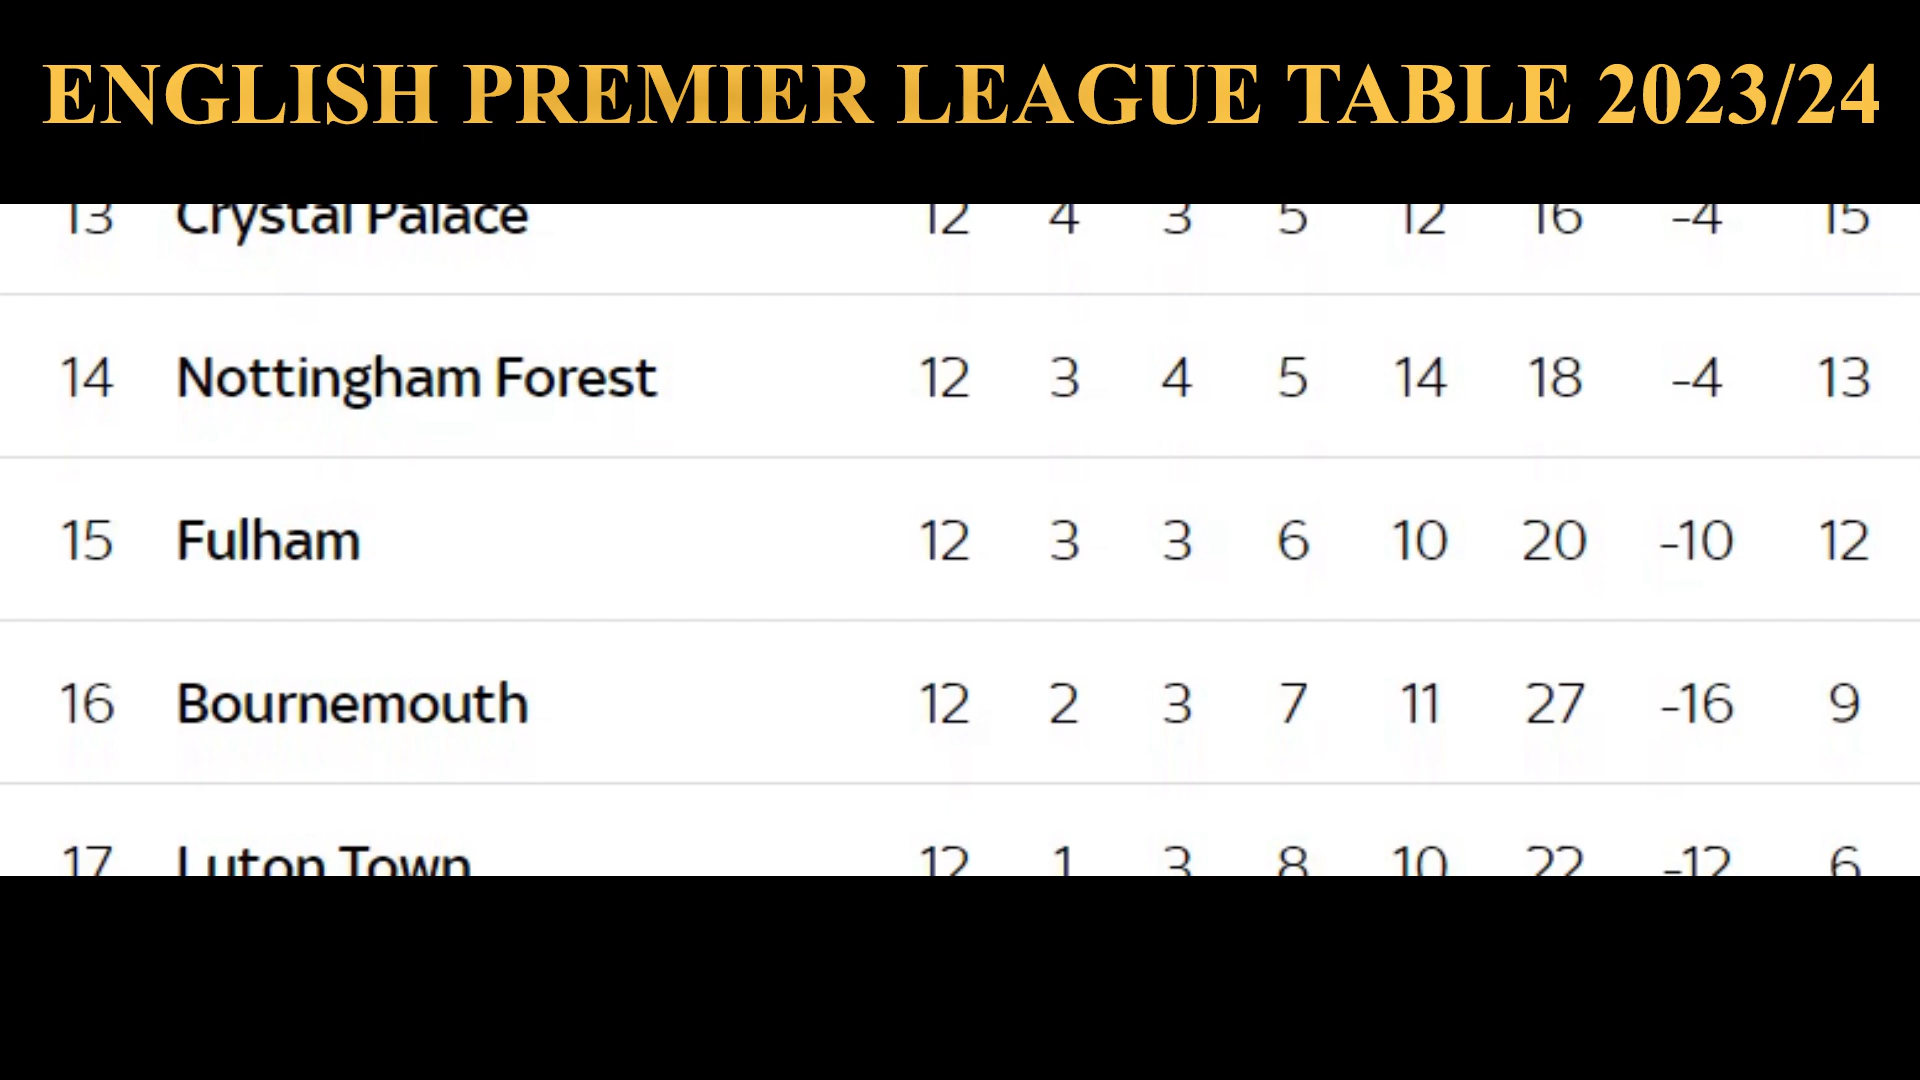 ENGLISH PREMIER LEAGUE TABLE 2023/24
13 Crystal Palace 12 4 3 5 12 16 -4 15
14 Nottingham Forest 12 3 4 5 14 18 -4 13
15 Fulham 12 3 3 6 10 20 -10 12
16 Bournemouth 12 2 3 7 11 27 -16 9
17 Luton Town 12 1 3 8 10 22 -12 6